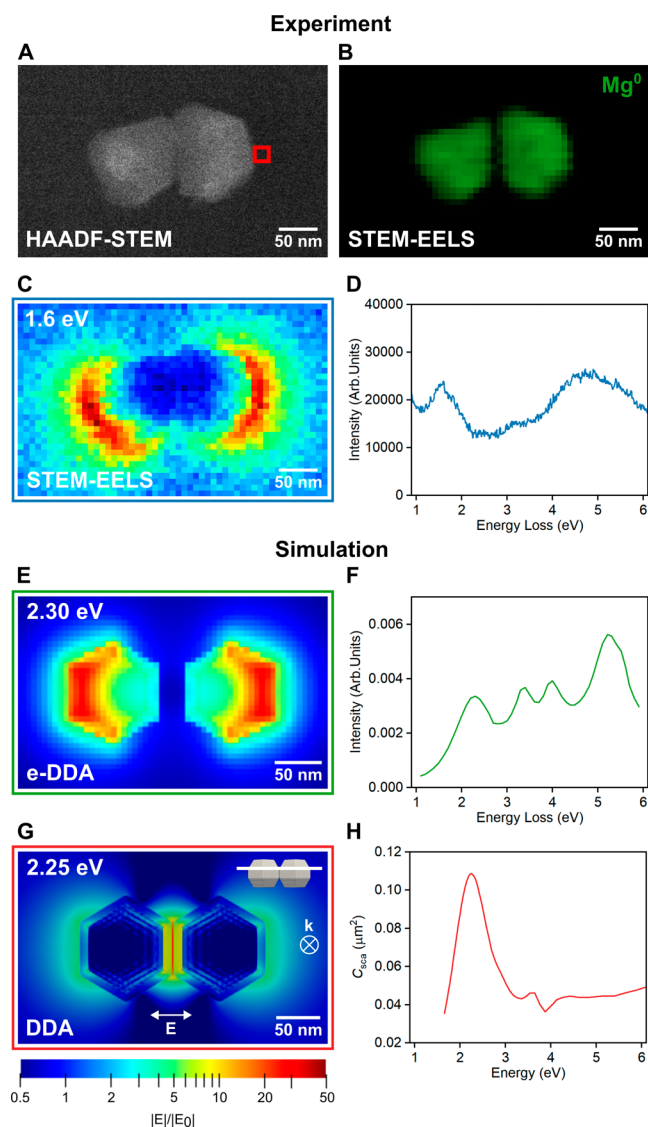 Experiment
A
B
Mg⁰
HAADF-STEM
50 nm
STEM-EELS
50 nm
C
D
1.6 eV
STEM-EELS
50 nm
40000
30000
20000
10000
0
Intensity (Arb.Units)
1 2 3 4 5 6
Energy Loss (eV)
Simulation
E
F
2.30 eV
e-DDA
50 nm
0.006
0.004
0.002
0.000
Intensity (Arb.Units)
1 2 3 4 5 6
Energy Loss (eV)
G
H
2.25 eV
k
E
DDA
50 nm
0.12
0.10
0.08
0.06
0.04
0.02
C_sca (μm²)
1 2 3 4 5 6
Energy (eV)
0.5 1 2 5 10 20 50
|E|/|E₀|